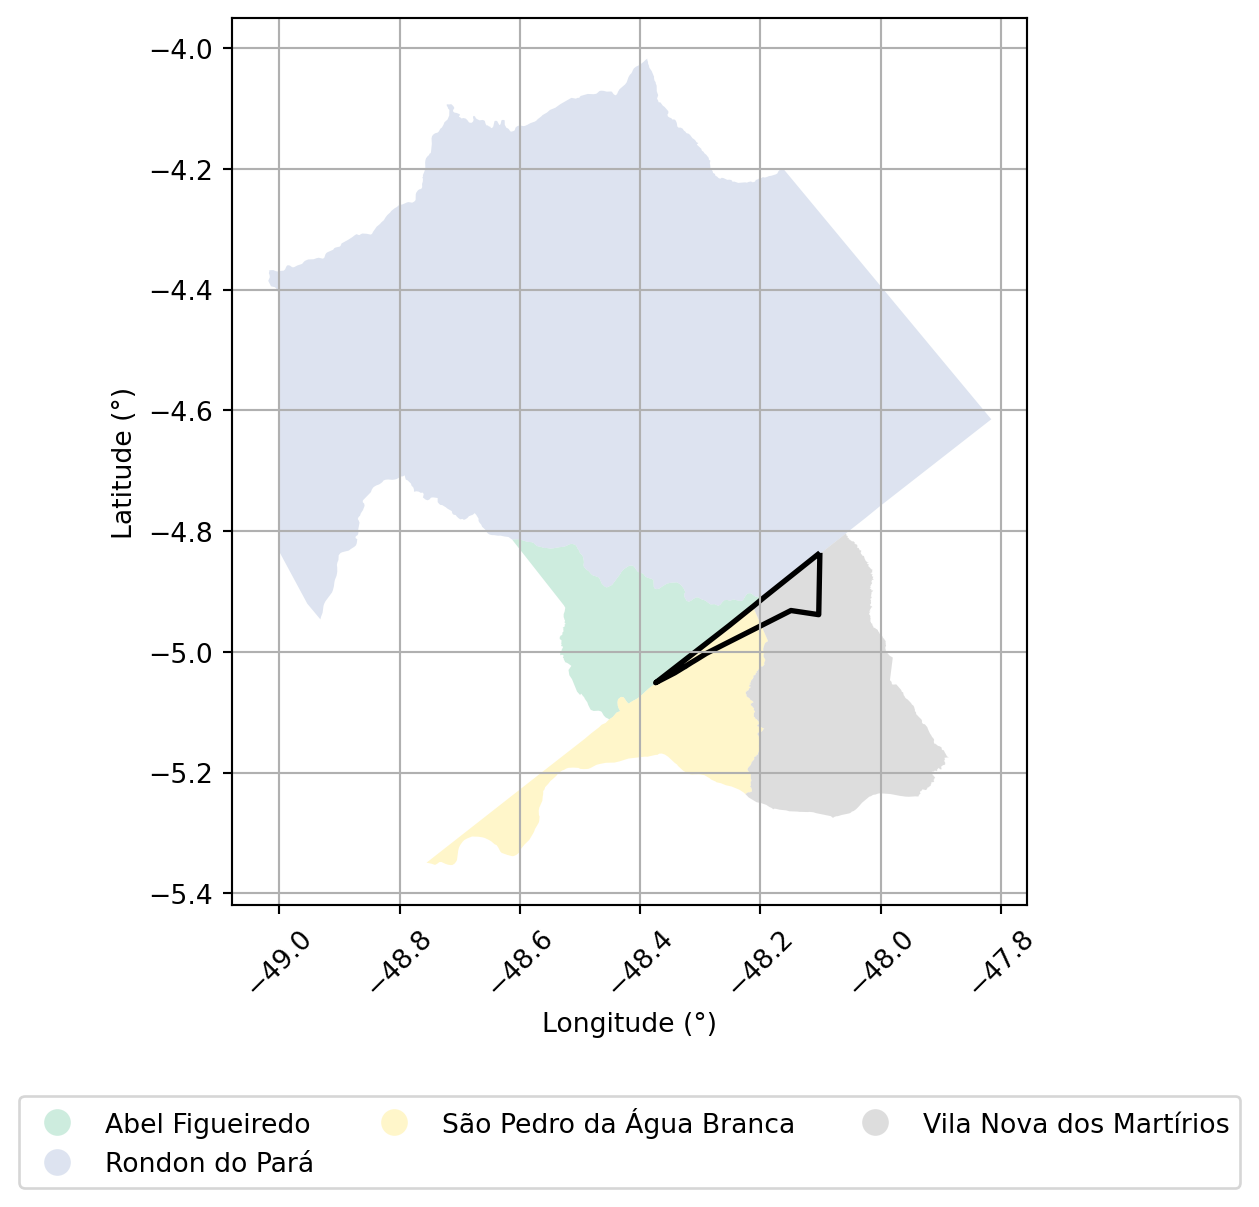 −4.0
−4.2
−4.4
−4.6
−4.8
−5.0
−5.2
−5.4
Latitude (°)
−49.0
−48.8
−48.6
−48.4
−48.2
−48.0
−47.8
Longitude (°)
Abel Figueiredo
São Pedro da Água Branca
Vila Nova dos Martírios
Rondon do Pará